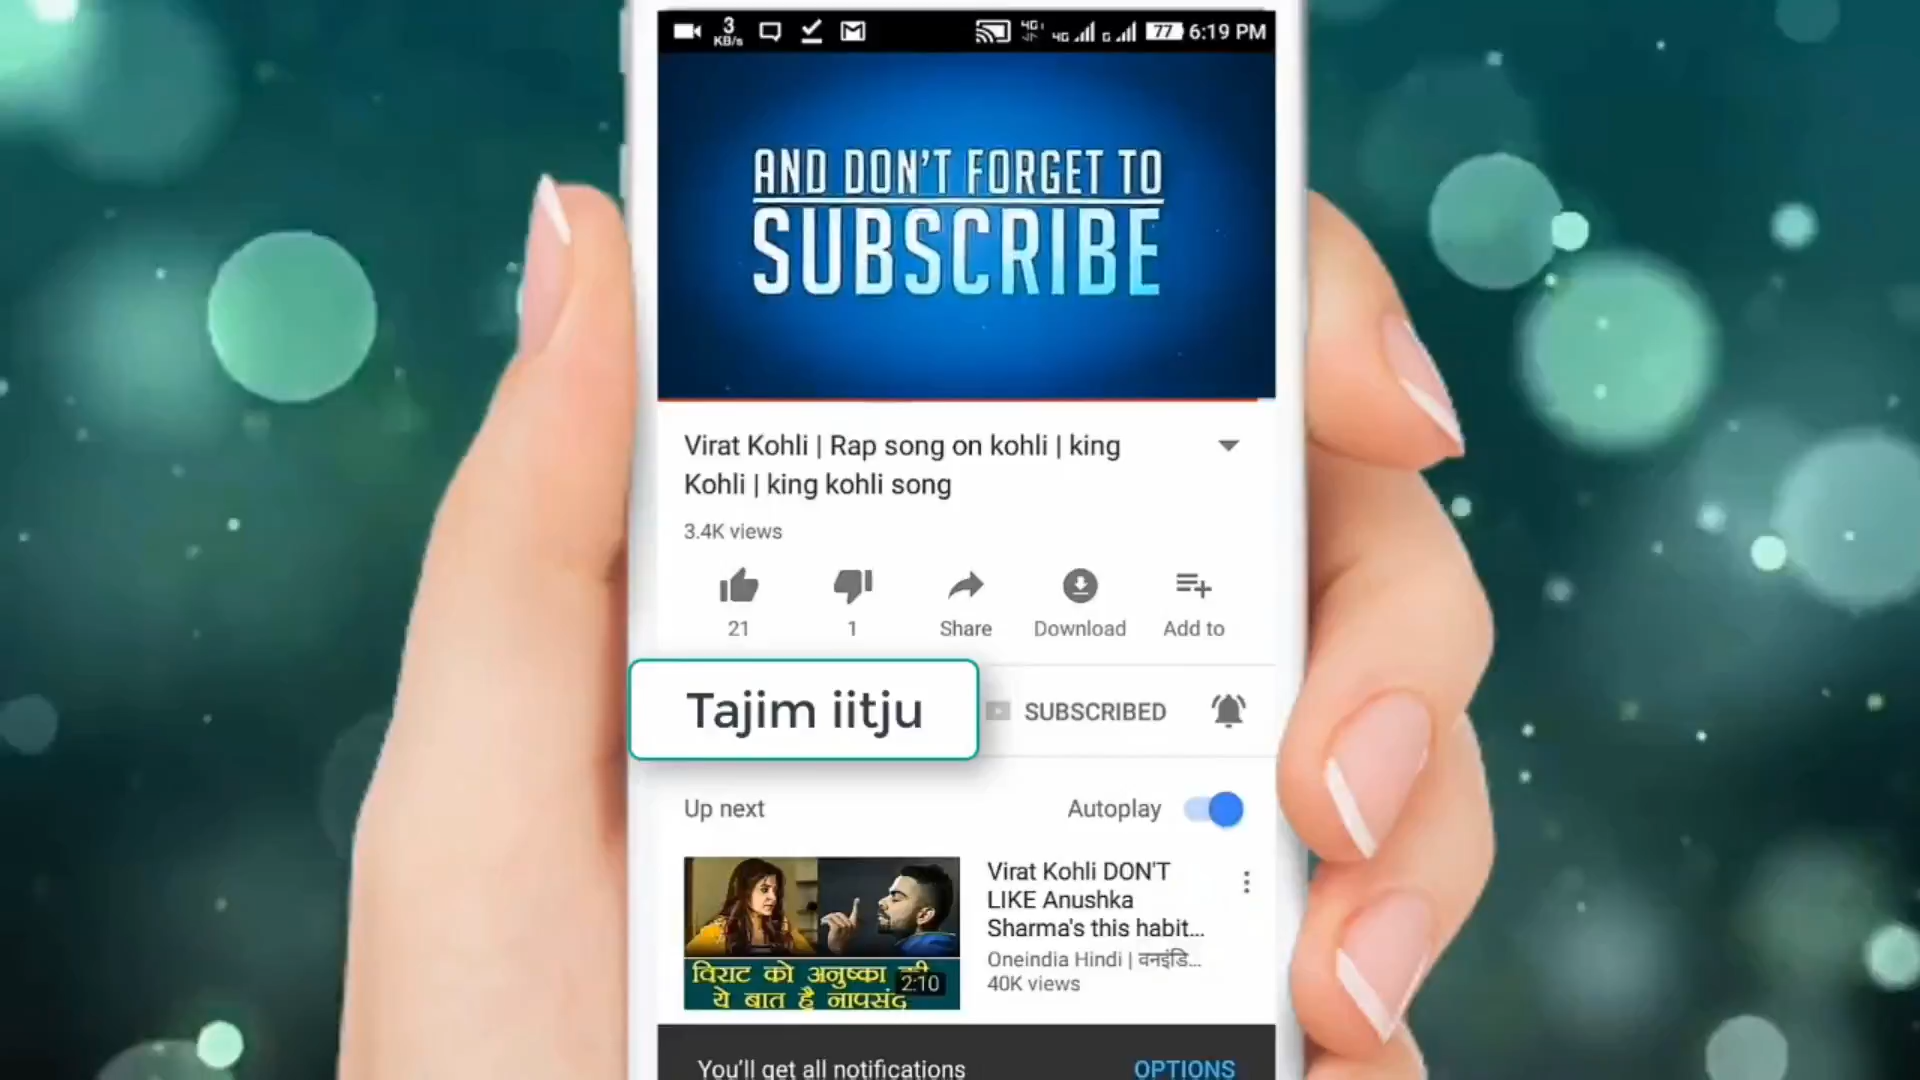 3
KB/s
4G
4G
G
77
6:19 PM
AND DON'T FORGET TO
SUBSCRIBE
Virat Kohli | Rap song on kohli | king
Kohli | king kohli song
3.4K views
21
1
Share
Download
Add to
Tajim iitju
SUBSCRIBED
Up next
Autoplay
विराट को अनुष्का की
ये बात है नापसंद
2:10
Virat Kohli DON'T
LIKE Anushka
Sharma's this habit...
Oneindia Hindi | वनइंडि...
40K views
You'll get all notifications
OPTIONS